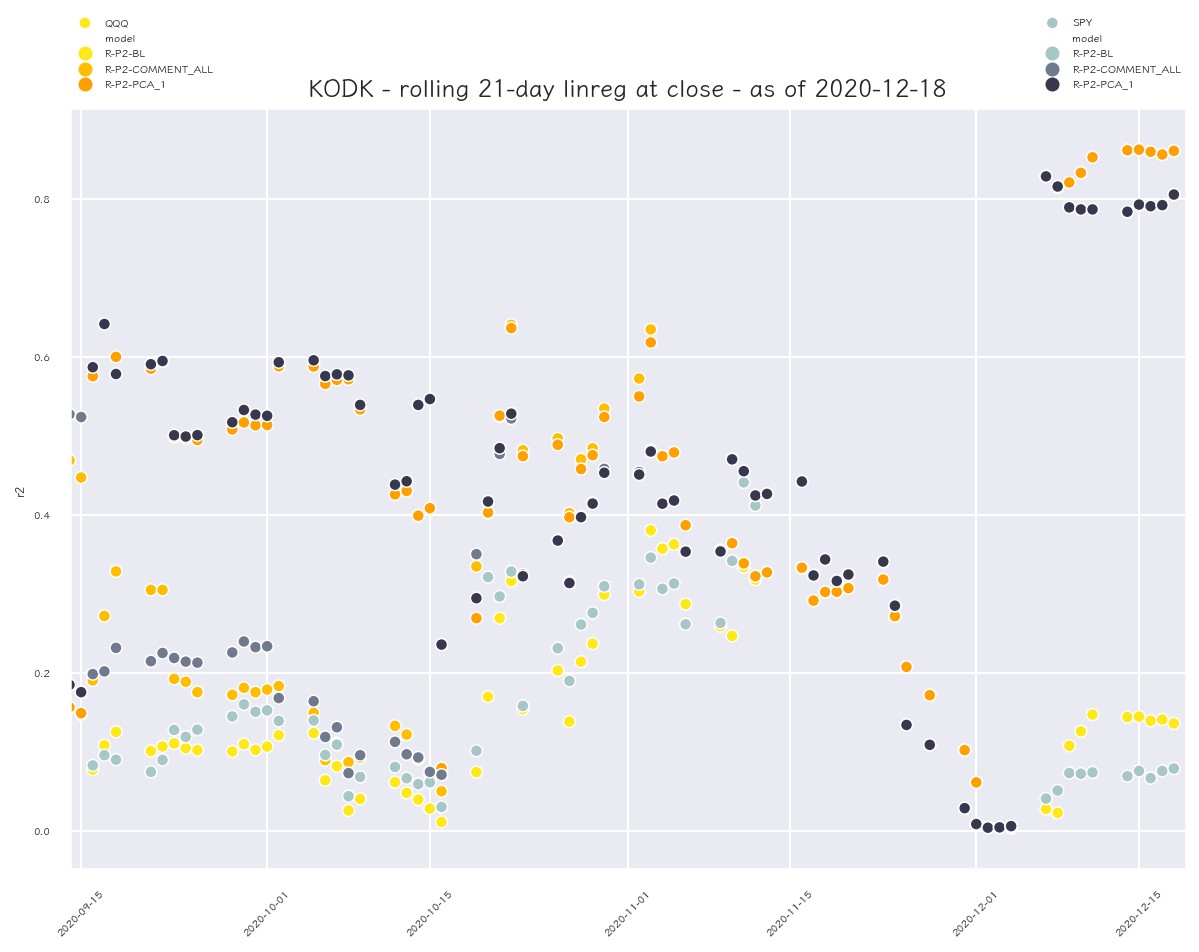 QQQ
model
R-P2-BL
R-P2-COMMENT_ALL
R-P2-PCA_1
SPY
model
R-P2-BL
R-P2-COMMENT_ALL
R-P2-PCA_1
KODK - rolling 21-day linreg at close - as of 2020-12-18
r2
0.8
0.6
0.4
0.2
0.0
2020-09-15
2020-10-01
2020-10-15
2020-11-01
2020-11-15
2020-12-01
2020-12-15